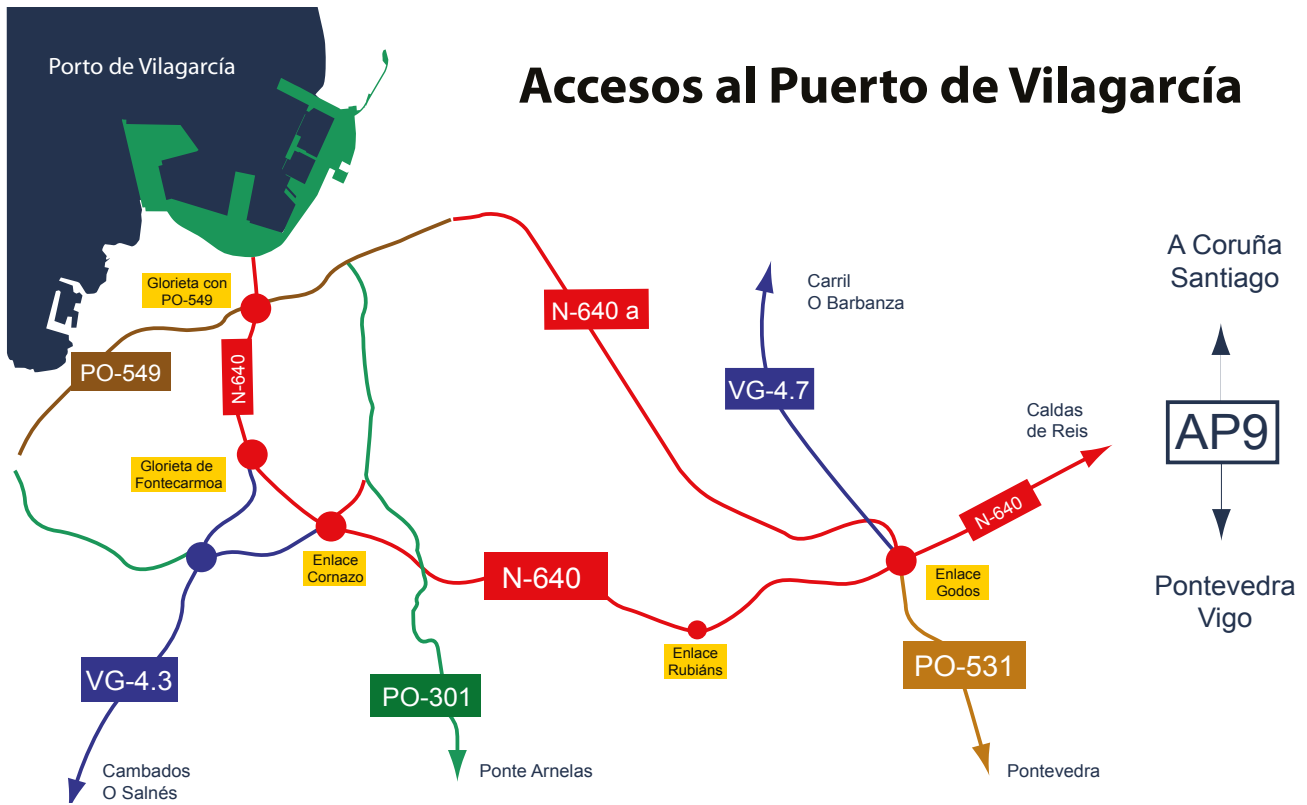 Porto de Vilagarcía
Accesos al Puerto de Vilagarcía
A Coruña
Santiago
Glorieta con
PO-549
Carril
O Barbanza
N-640 a
PO-549
N-640
VG-4.7
Caldas
de Reis
AP9
Glorieta de
Fontecarmoa
N-640
Enlace
Cornazo
N-640
Enlace
Godos
Pontevedra
Vigo
Enlace
Rubiáns
VG-4.3
PO-301
PO-531
Cambados
O Salnés
Ponte Arnelas
Pontevedra